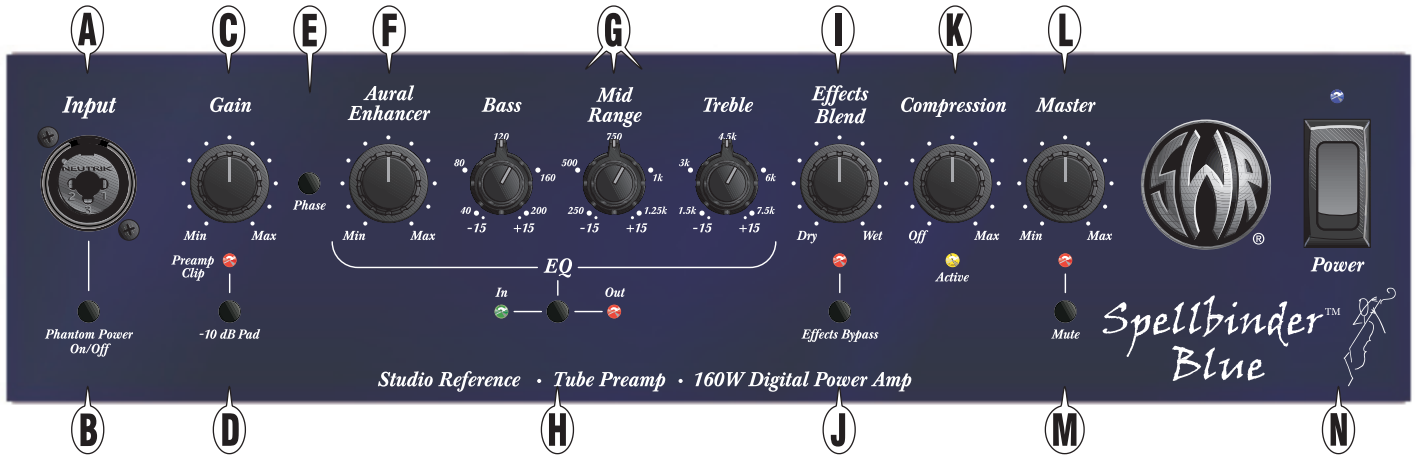 A
C
E
F
G
I
K
L
Input
Gain
Aural
Enhancer
Bass
Mid
Range
Treble
Effects
Blend
Compression
Master
NEUTRIK
2 1
3
Min Max
Phase
Min Max
120
80 160
40 200
-15 +15
750
500 1k
250 1.25k
-15 +15
4.5k
3k 6k
1.5k 7.5k
-15 +15
Dry Wet
Off Max
Min Max
SWR®
Power
Preamp
Clip
EQ
Active
In Out
Phantom Power
On/Off
-10 dB Pad
Effects Bypass
Mute
Spellbinder™
Blue
Studio Reference · Tube Preamp · 160W Digital Power Amp
B
D
H
J
M
N